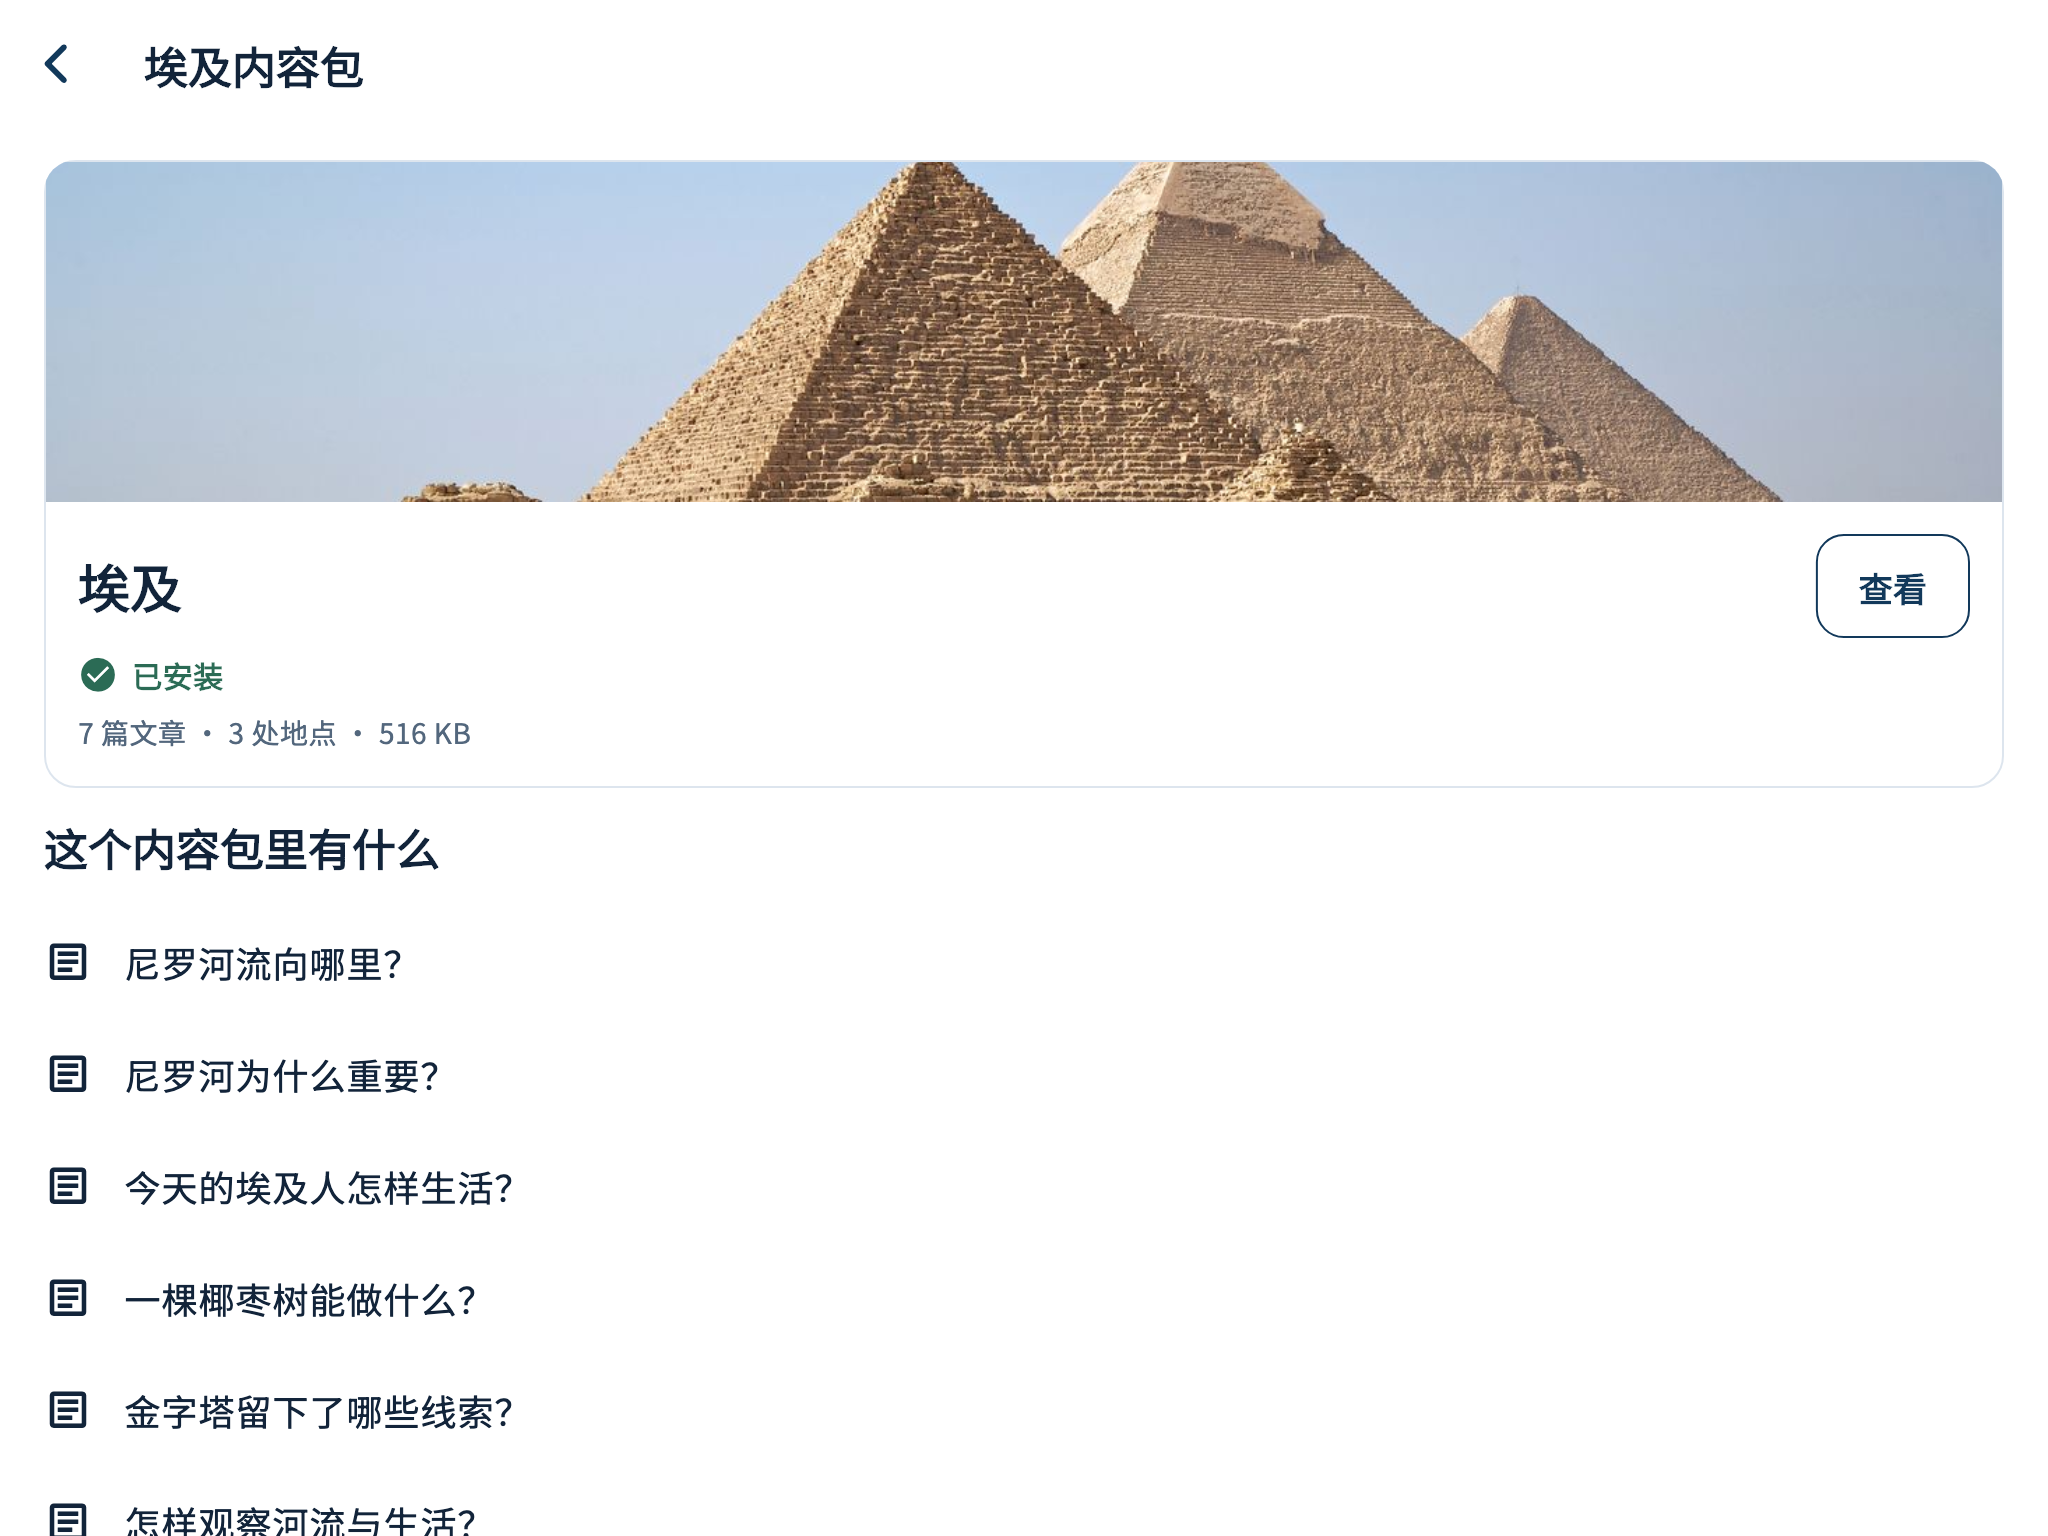 埃及内容包
埃及
查看
已安装
7 篇文章 • 3 处地点 • 516 KB
这个内容包里有什么
尼罗河流向哪里？
尼罗河为什么重要？
今天的埃及人怎样生活？
一棵椰枣树能做什么？
金字塔留下了哪些线索？
怎样观察河流与生活？